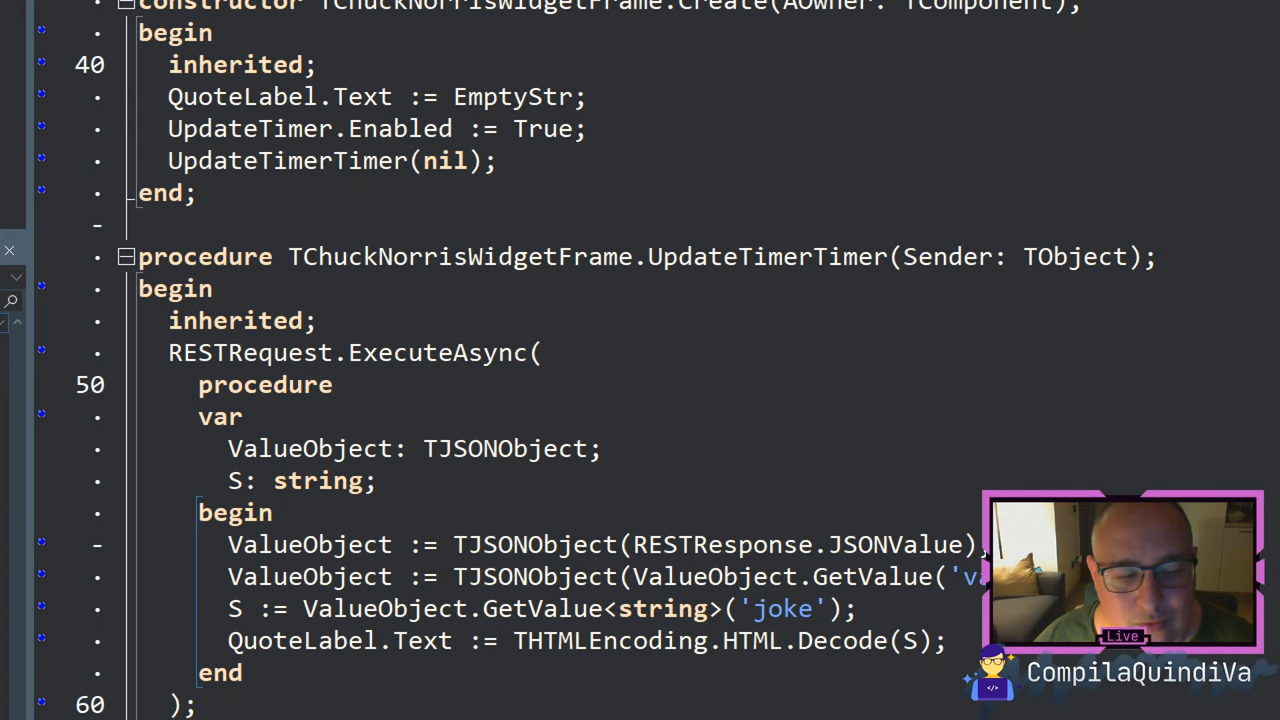 constructor TChuckNorrisWidgetFrame.Create(AOwner: TComponent);
begin
40 inherited;
QuoteLabel.Text := EmptyStr;
UpdateTimer.Enabled := True;
UpdateTimerTimer(nil);
end;
procedure TChuckNorrisWidgetFrame.UpdateTimerTimer(Sender: TObject);
begin
inherited;
RESTRequest.ExecuteAsync(
50 procedure
var
ValueObject: TJSONObject;
S: string;
begin
ValueObject := TJSONObject(RESTResponse.JSONValue);
ValueObject := TJSONObject(ValueObject.GetValue('va
S := ValueObject.GetValue<string>('joke');
QuoteLabel.Text := THTMLEncoding.HTML.Decode(S);
end
60 );
Live
</>
CompilaQuindiVa